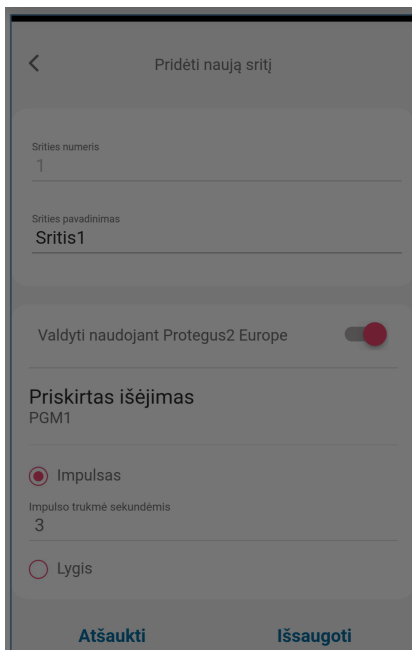 Pridėti naują sritį
Srities numeris
1
Srities pavadinimas
Sritis1
Valdyti naudojant Protegus2 Europe
Priskirtas išėjimas
PGM1
Impulsas
Impulso trukmė sekundėmis
3
Lygis
Atšaukti
Išsaugoti